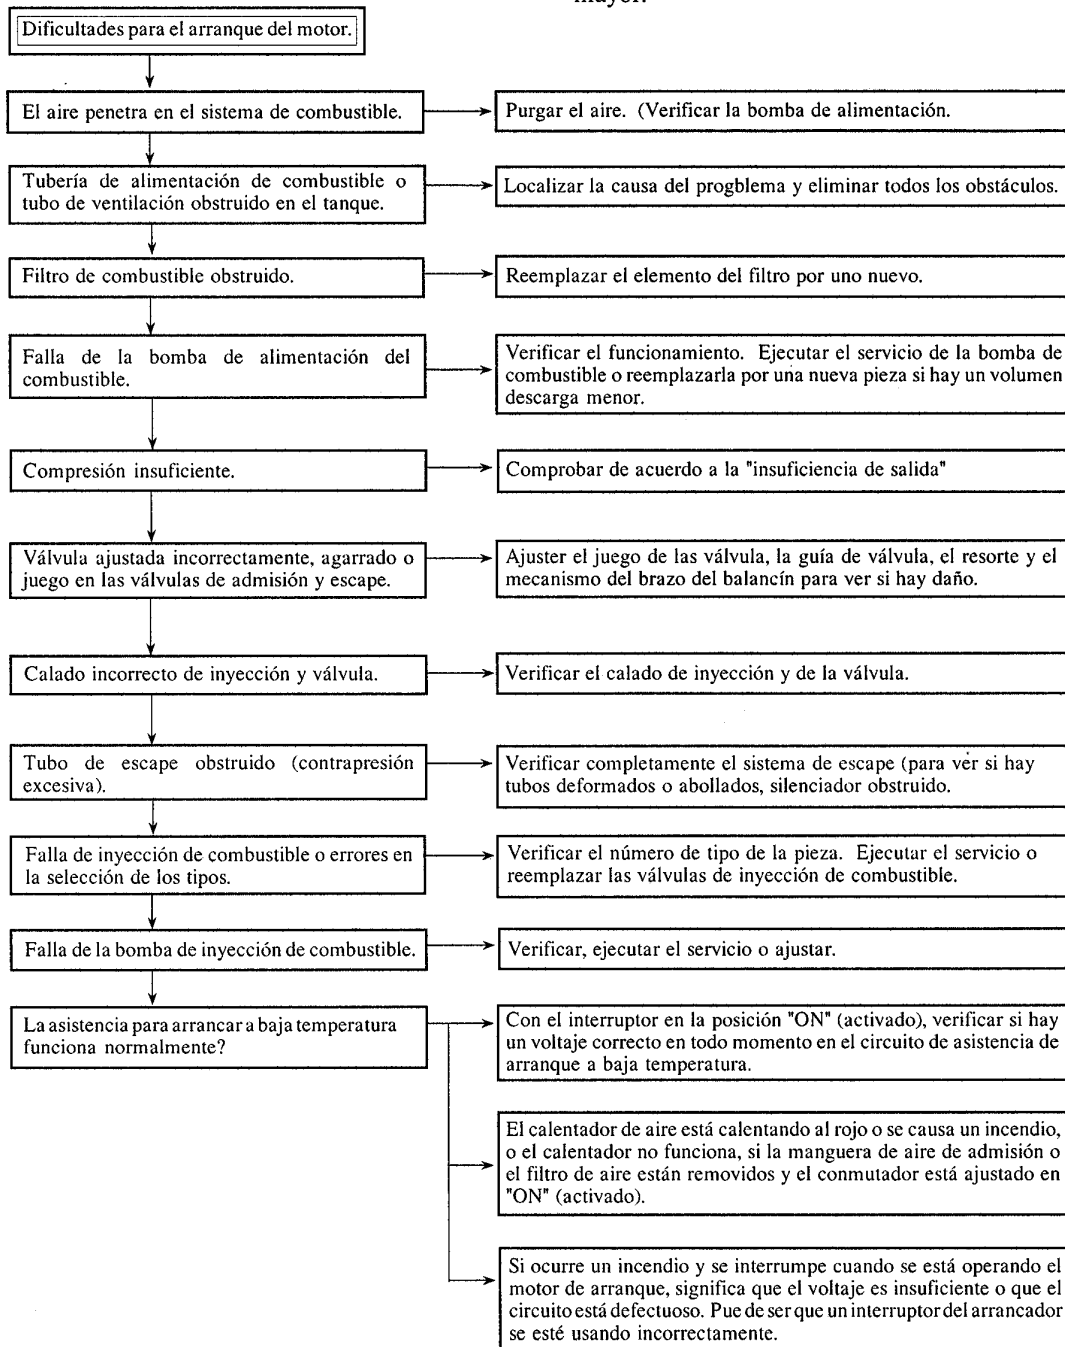 mayor.
Dificultades para el arranque del motor.
El aire penetra en el sistema de combustible.
Purgar el aire. (Verificar la bomba de alimentación.
Tubería de alimentación de combustible o
tubo de ventilación obstruido en el tanque.
Localizar la causa del progblema y eliminar todos los obstáculos.
Filtro de combustible obstruido.
Reemplazar el elemento del filtro por uno nuevo.
Falla de la bomba de alimentación del
combustible.
Verificar el funcionamiento. Ejecutar el servicio de la bomba de
combustible o reemplazarla por una nueva pieza si hay un volumen
descarga menor.
Compresión insuficiente.
Comprobar de acuerdo a la "insuficiencia de salida"
Válvula ajustada incorrectamente, agarrado o
juego en las válvulas de admisión y escape.
Ajuster el juego de las válvula, la guía de válvula, el resorte y el
mecanismo del brazo del balancín para ver si hay daño.
Calado incorrecto de inyección y válvula.
Verificar el calado de inyección y de la válvula.
Tubo de escape obstruido (contrapresión
excesiva).
Verificar completamente el sistema de escape (para ver si hay
tubos deformados o abollados, silenciador obstruido.
Falla de inyección de combustible o errores en
la selección de los tipos.
Verificar el número de tipo de la pieza. Ejecutar el servicio o
reemplazar las válvulas de inyección de combustible.
Falla de la bomba de inyección de combustible.
Verificar, ejecutar el servicio o ajustar.
La asistencia para arrancar a baja temperatura
funciona normalmente?
Con el interruptor en la posición "ON" (activado), verificar si hay
un voltaje correcto en todo momento en el circuito de asistencia de
arranque a baja temperatura.
El calentador de aire está calentando al rojo o se causa un incendio,
o el calentador no funciona, si la manguera de aire de admisión o
el filtro de aire están removidos y el conmutador está ajustado en
"ON" (activado).
Si ocurre un incendio y se interrumpe cuando se está operando el
motor de arranque, significa que el voltaje es insuficiente o que el
circuito está defectuoso. Pue de ser que un interruptor del arrancador
se esté usando incorrectamente.